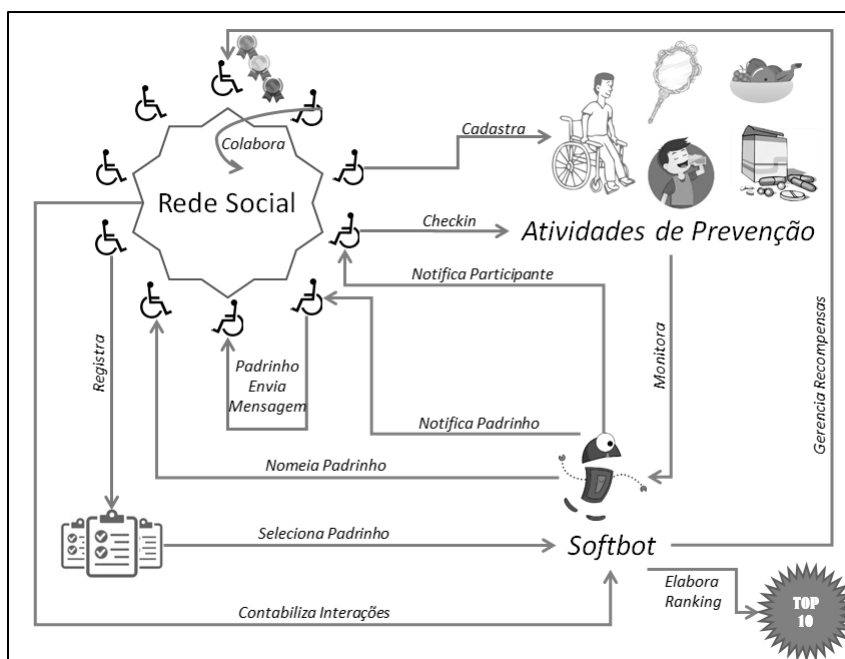 Colabora
Cadastra
Rede Social
Checkin
Atividades de Prevenção
Notifica Participante
Registra
Padrinho
Envia
Mensagem
Monitora
Gerencia Recompensas
Notifica Padrinho
Nomeia Padrinho
Seleciona Padrinho
Softbot
Elabora
Ranking
TOP
10
Contabiliza Interações